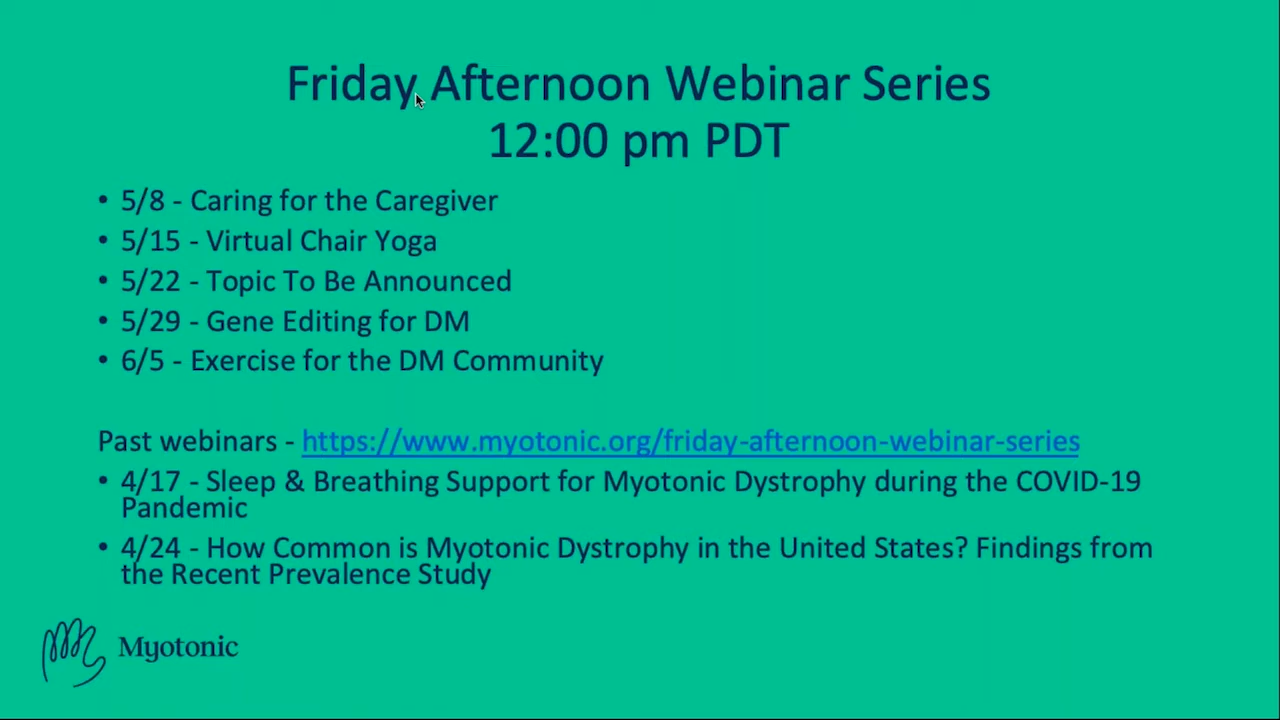 Friday Afternoon Webinar Series
12:00 pm PDT
• 5/8 - Caring for the Caregiver
• 5/15 - Virtual Chair Yoga
• 5/22 - Topic To Be Announced
• 5/29 - Gene Editing for DM
• 6/5 - Exercise for the DM Community
Past webinars - https://www.myotonic.org/friday-afternoon-webinar-series
• 4/17 - Sleep & Breathing Support for Myotonic Dystrophy during the COVID-19
Pandemic
• 4/24 - How Common is Myotonic Dystrophy in the United States? Findings from
the Recent Prevalence Study
Myotonic